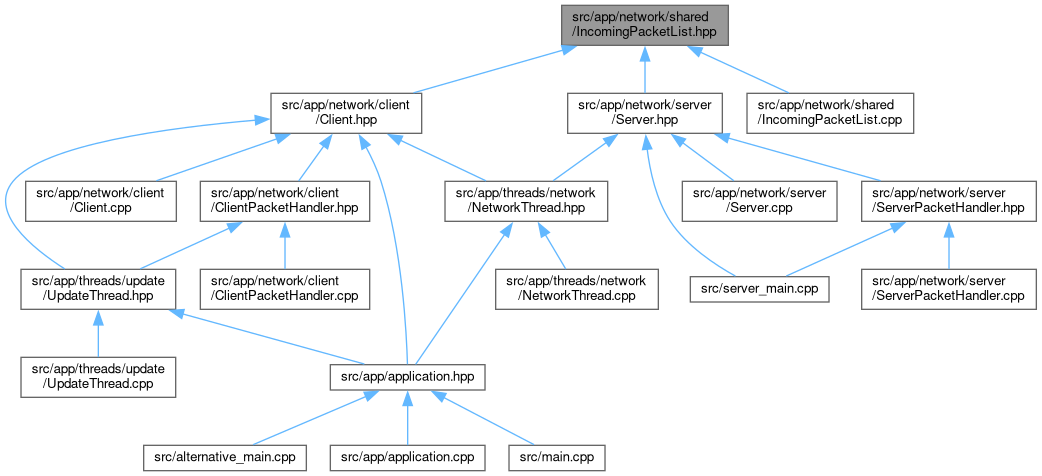 src/app/network/shared
/IncomingPacketList.hpp
src/app/network/client
/Client.hpp
src/app/network/server
/Server.hpp
src/app/network/shared
/IncomingPacketList.cpp
src/app/network/client
/Client.cpp
src/app/network/client
/ClientPacketHandler.hpp
src/app/threads/network
/NetworkThread.hpp
src/app/network/server
/Server.cpp
src/app/network/server
/ServerPacketHandler.hpp
src/app/threads/update
/UpdateThread.hpp
src/app/network/client
/ClientPacketHandler.cpp
src/app/threads/network
/NetworkThread.cpp
src/server_main.cpp
src/app/network/server
/ServerPacketHandler.cpp
src/app/threads/update
/UpdateThread.cpp
src/app/application.hpp
src/alternative_main.cpp
src/app/application.cpp
src/main.cpp